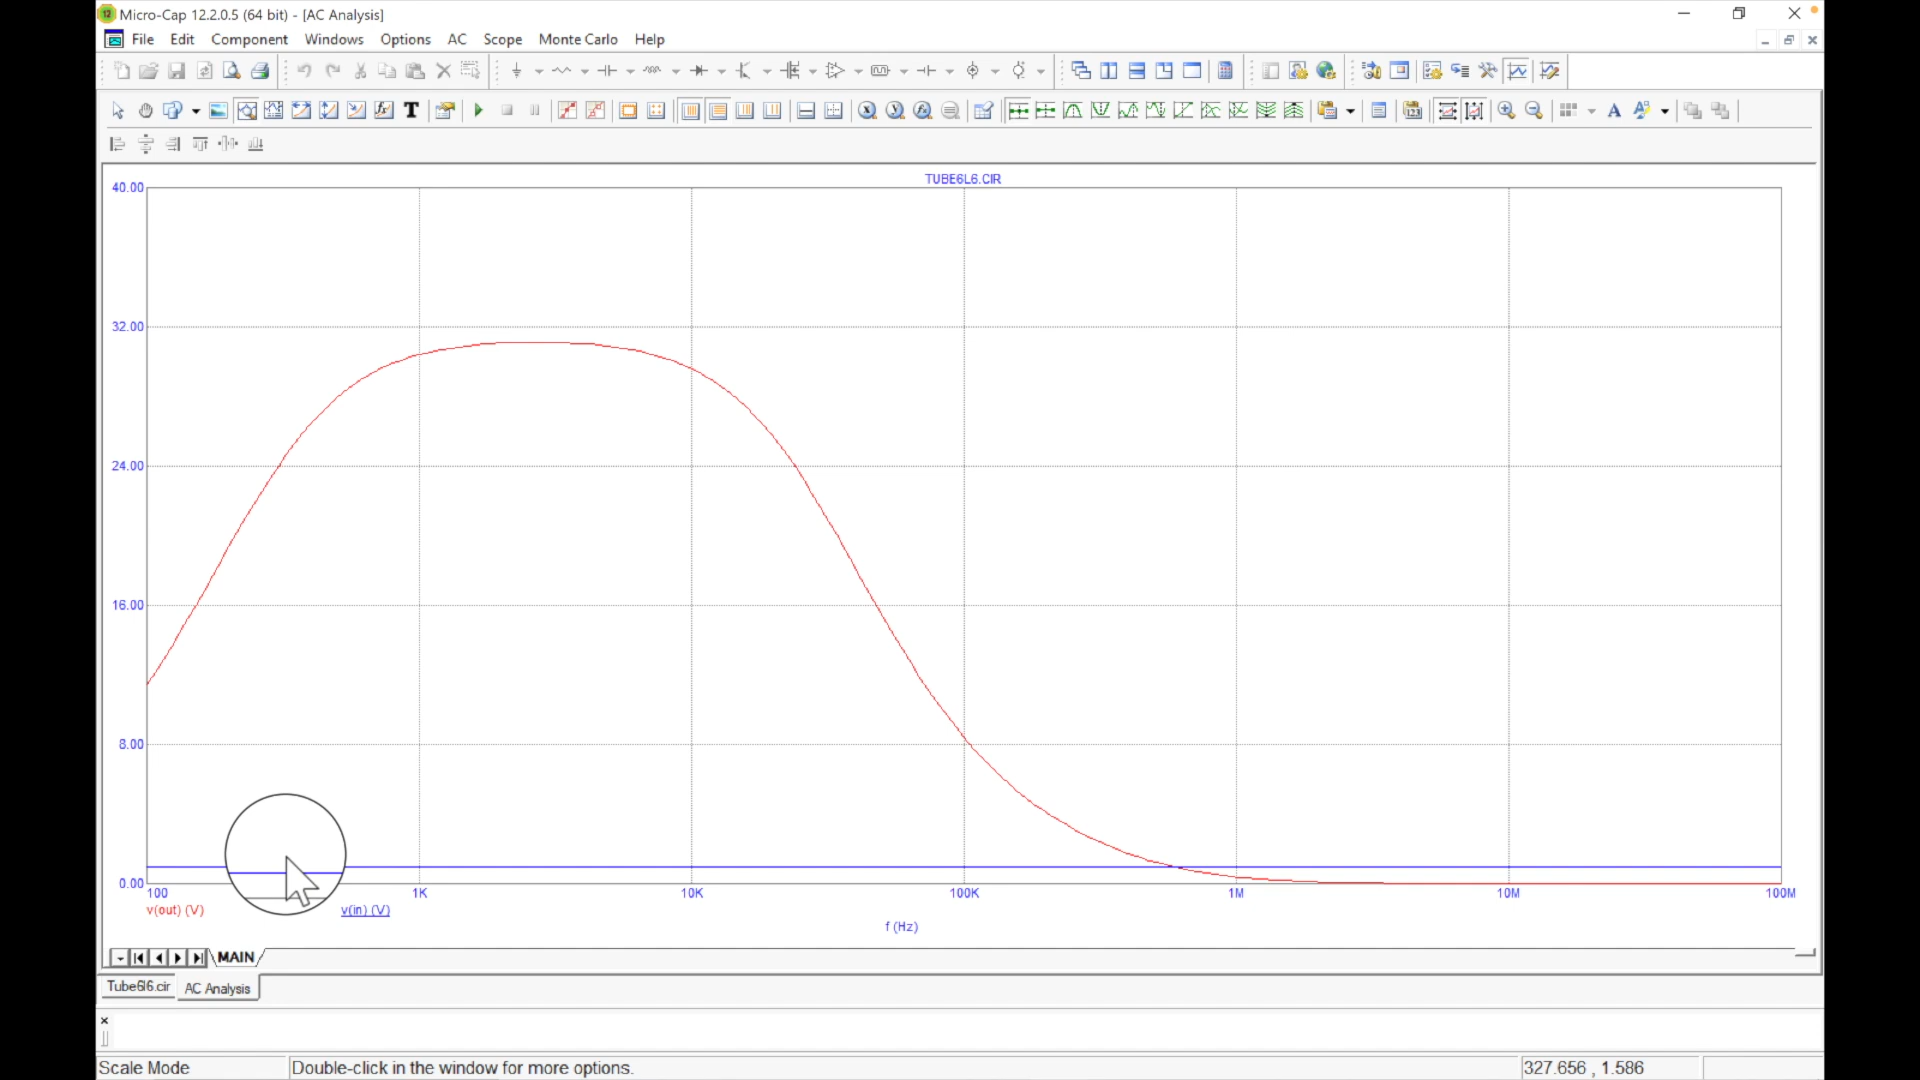 12 Micro-Cap 12.2.0.5 (64 bit) - [AC Analysis]
File Edit Component Windows Options AC Scope Monte Carlo Help
T
123 A
TUBE6L6.CIR
40.00
32.00
24.00
16.00
8.00
0.00
100 1K 10K 100K 1M 10M 100M
v(out) (V) v(in) (V)
f (Hz)
MAIN
Tube6l6.cir AC Analysis
Scale Mode Double-click in the window for more options. 327.656 , 1.586